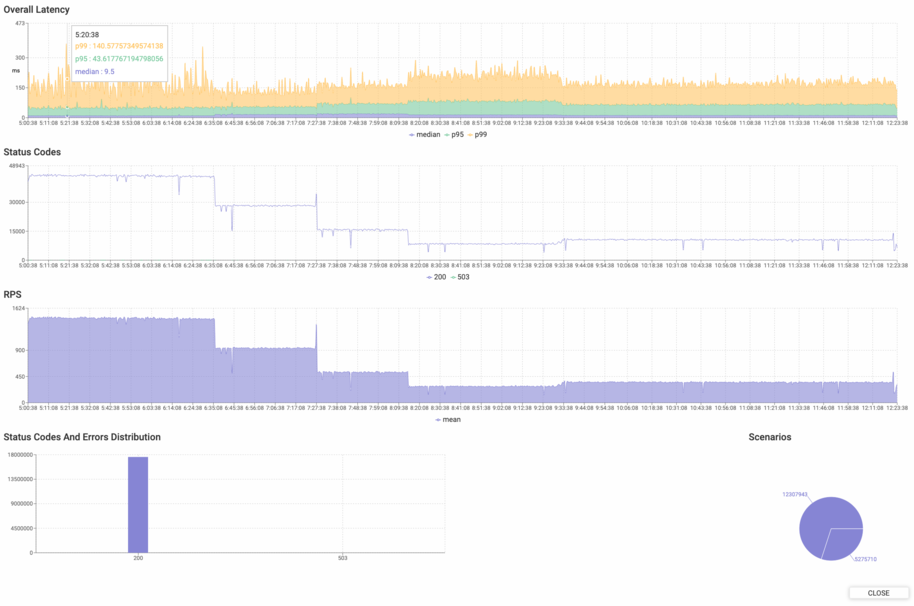 Overall Latency
473
300
ms
150
0
5:20:38
p99 : 140.57757349574138
p95 : 43.617767194798056
median : 9.5
5:00:38 5:11:08 5:21:38 5:32:08 5:42:38 5:53:08 6:03:38 6:14:08 6:24:38 6:35:08 6:45:38 6:56:38 7:07:08 7:17:08 7:27:38 7:38:08 7:48:38 7:59:08 8:09:38 8:20:08 8:30:38 8:41:08 8:51:38 9:02:08 9:12:38 9:23:08 9:33:38 9:44:08 9:54:38 10:06:08 10:18:38 10:31:08 10:43:38 10:56:08 11:08:38 11:21:08 11:33:38 11:46:08 11:58:38 12:11:08 12:23:38
median p95 p99
Status Codes
48943
30000
15000
0
5:00:38 5:11:08 5:21:38 5:32:08 5:42:38 5:53:08 6:03:38 6:14:08 6:24:38 6:35:08 6:45:38 6:56:38 7:07:08 7:17:08 7:27:38 7:38:08 7:48:38 7:59:08 8:09:38 8:20:08 8:30:38 8:41:08 8:51:38 9:02:08 9:12:38 9:23:08 9:33:38 9:44:08 9:54:38 10:06:08 10:18:38 10:31:08 10:43:38 10:56:08 11:08:38 11:21:08 11:33:38 11:46:08 11:58:38 12:11:08 12:23:38
200 503
RPS
1624
900
450
0
5:00:38 5:11:08 5:21:38 5:32:08 5:42:38 5:53:08 6:03:38 6:14:08 6:24:38 6:35:08 6:45:38 6:56:38 7:07:08 7:17:08 7:27:38 7:38:08 7:48:38 7:59:08 8:09:38 8:20:08 8:30:38 8:41:08 8:51:38 9:02:08 9:12:38 9:23:08 9:33:38 9:44:08 9:54:38 10:06:08 10:18:38 10:31:08 10:43:38 10:56:08 11:08:38 11:21:08 11:33:38 11:46:08 11:58:38 12:11:08 12:23:38
mean
Status Codes And Errors Distribution
18000000
13500000
9000000
4500000
0
200 503
Scenarios
12307943
5275710
CLOSE